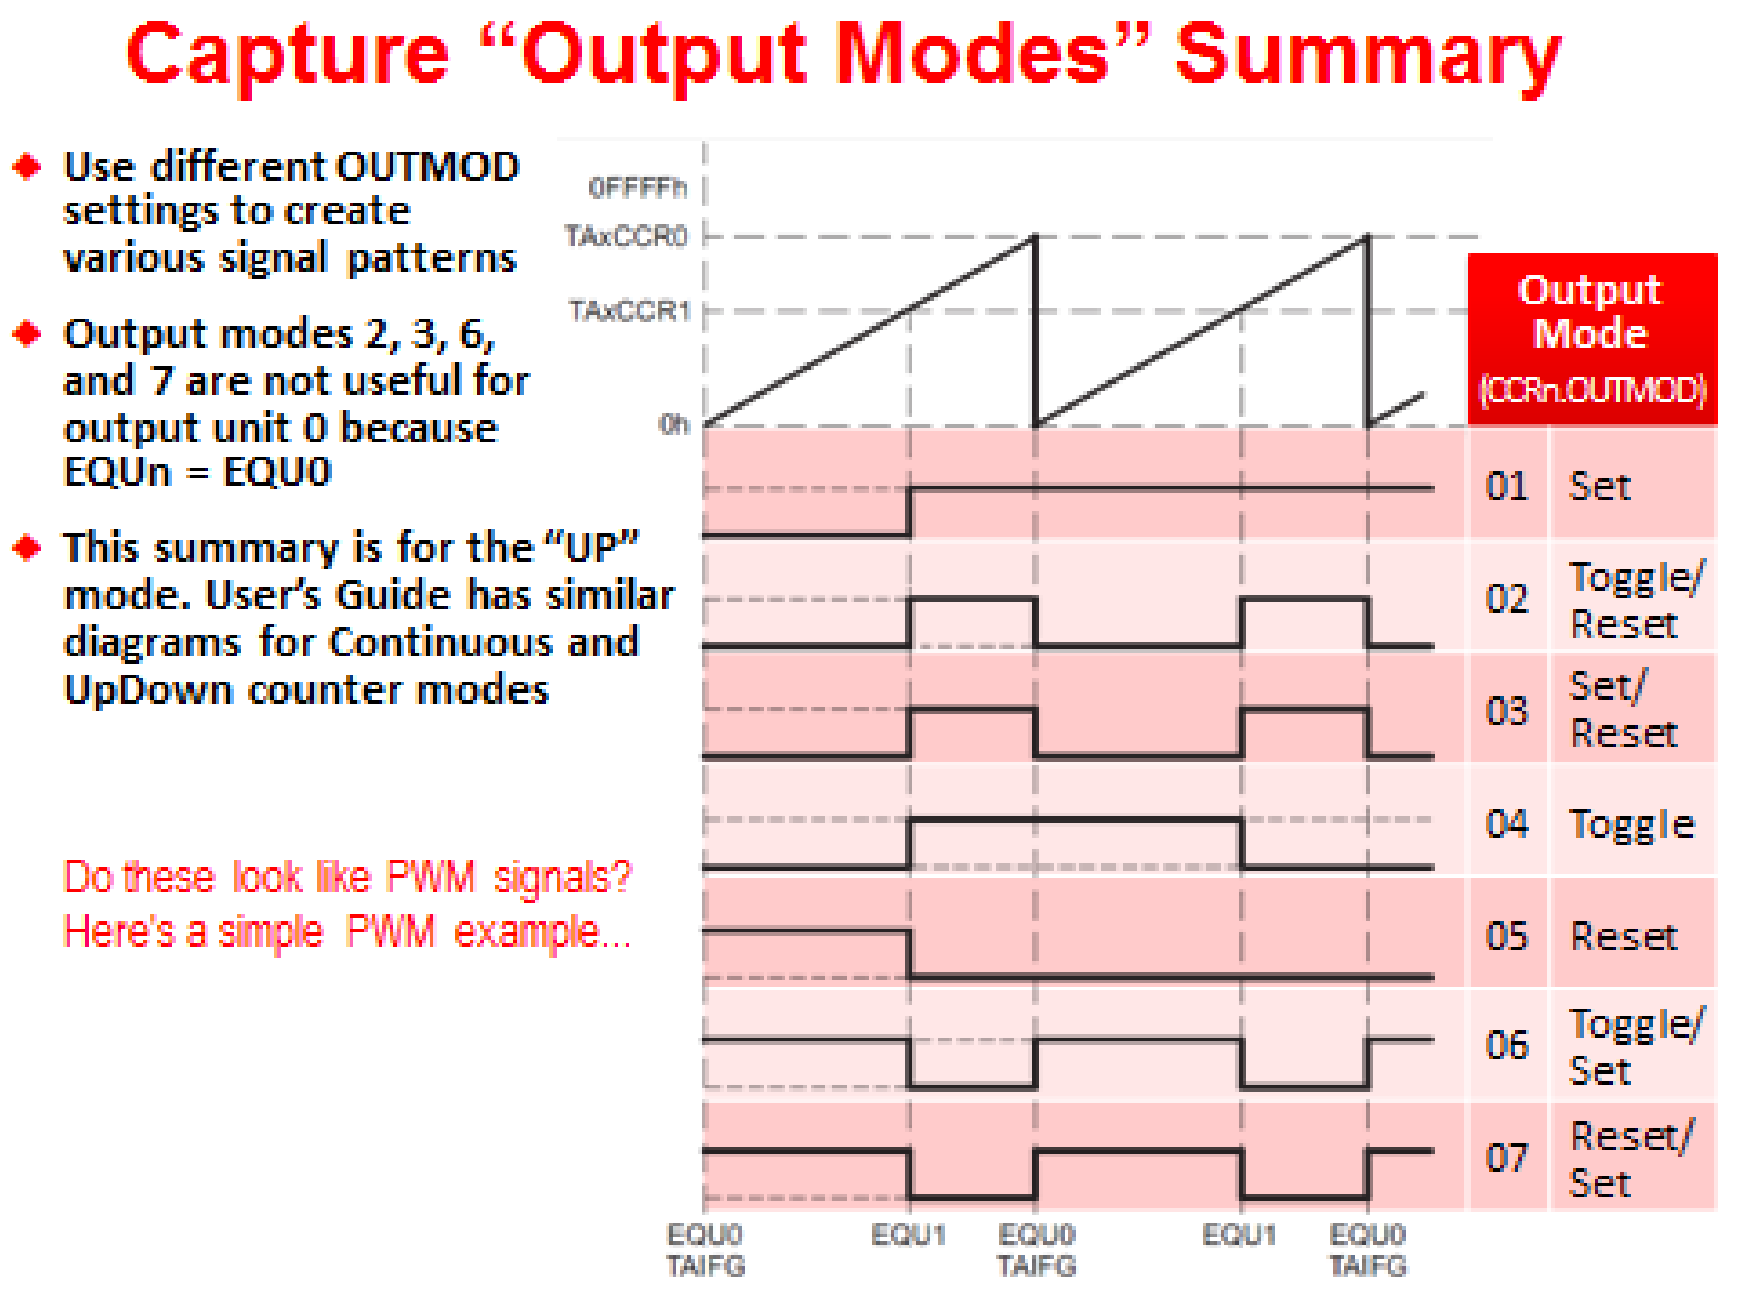 Capture “Output Modes” Summary
Use different OUTMOD
settings to create
various signal patterns
Output modes 2, 3, 6,
and 7 are not useful for
output unit 0 because
EQUn = EQU0
This summary is for the “UP”
mode. User’s Guide has similar
diagrams for Continuous and
UpDown counter modes
Do these look like PWM signals?
Here's a simple PWM example...
0FFFFh
TAxCCR0
TAxCCR1
0h
Output
Mode
(CCRn.OUTMOD)
01 Set
02 Toggle/
Reset
03 Set/
Reset
04 Toggle
05 Reset
06 Toggle/
Set
07 Reset/
Set
EQU0 EQU1 EQU0 EQU1 EQU0
TAIFG TAIFG TAIFG